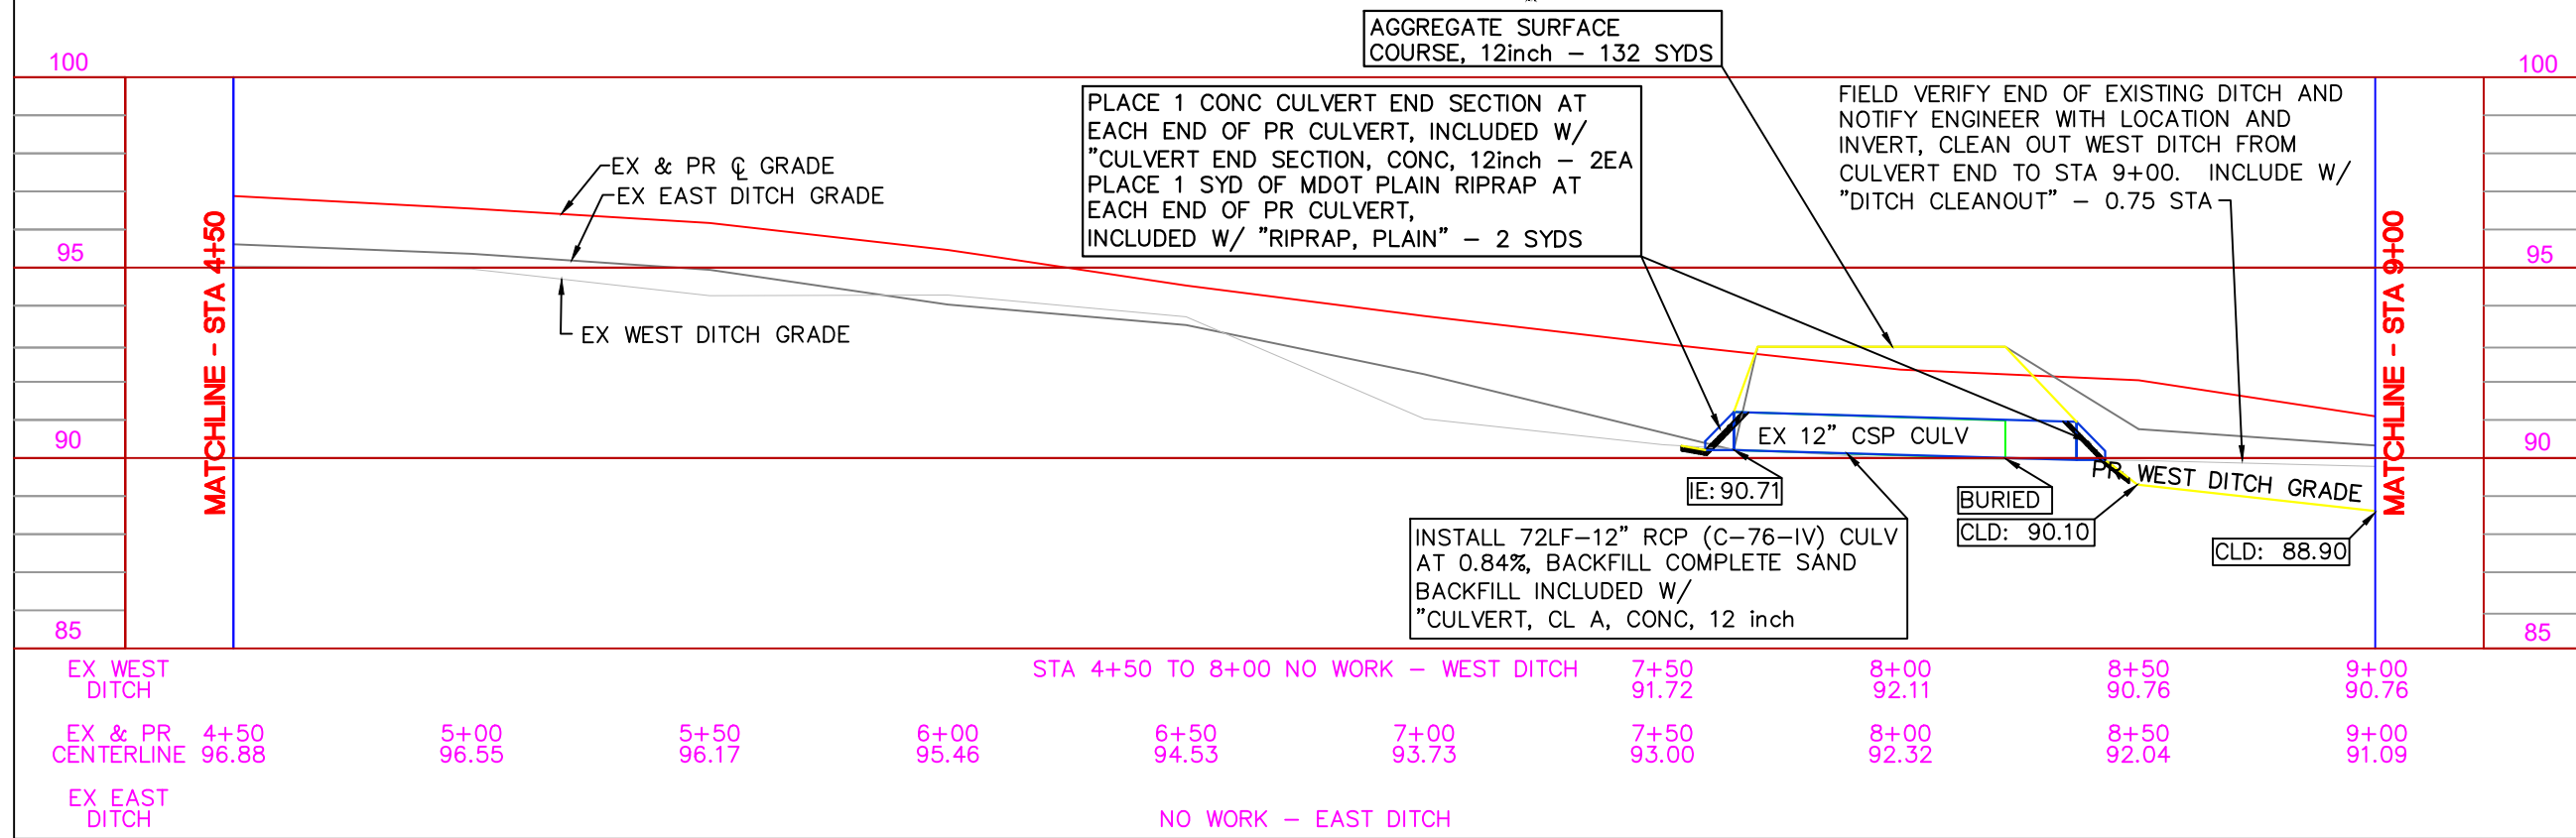 AGGREGATE SURFACE
COURSE, 12inch – 132 SYDS
100
100
PLACE 1 CONC CULVERT END SECTION AT
EACH END OF PR CULVERT, INCLUDED W/
"CULVERT END SECTION, CONC, 12inch – 2EA
PLACE 1 SYD OF MDOT PLAIN RIPRAP AT
EACH END OF PR CULVERT,
INCLUDED W/ "RIPRAP, PLAIN" – 2 SYDS
FIELD VERIFY END OF EXISTING DITCH AND
NOTIFY ENGINEER WITH LOCATION AND
INVERT, CLEAN OUT WEST DITCH FROM
CULVERT END TO STA 9+00. INCLUDE W/
"DITCH CLEANOUT" – 0.75 STA
EX & PR ℄ GRADE
EX EAST DITCH GRADE
95
95
MATCHLINE - STA 4+50
MATCHLINE - STA 9+00
EX WEST DITCH GRADE
90
90
EX 12" CSP CULV
PR WEST DITCH GRADE
IE: 90.71
BURIED
CLD: 90.10
CLD: 88.90
INSTALL 72LF–12" RCP (C–76–IV) CULV
AT 0.84%, BACKFILL COMPLETE SAND
BACKFILL INCLUDED W/
"CULVERT, CL A, CONC, 12 inch
85
85
EX WEST
DITCH
STA 4+50 TO 8+00 NO WORK – WEST DITCH
7+50 8+00 8+50 9+00
91.72 92.11 90.76 90.76
EX & PR 4+50 5+00 5+50 6+00 6+50 7+00 7+50 8+00 8+50 9+00
CENTERLINE 96.88 96.55 96.17 95.46 94.53 93.73 93.00 92.32 92.04 91.09
EX EAST
DITCH
NO WORK – EAST DITCH